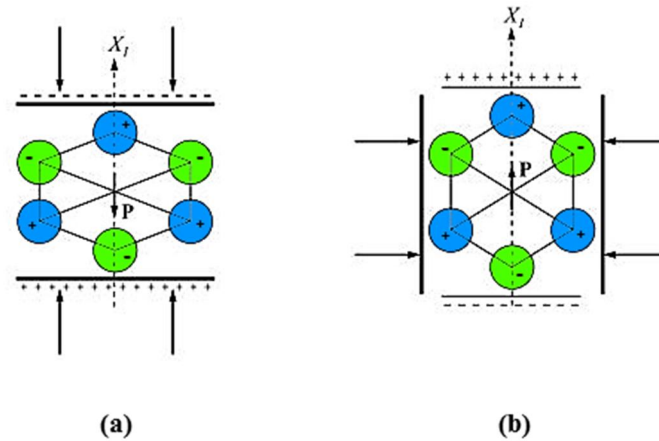 X₁
- - - - - - - - - - - - -
+
- -
P
+ +
-
+ + + + + + + + + + + + +
(a)
X₁
+ + + + + + + + +
+
- -
P
+ +
-
- - - - - - - - -
(b)